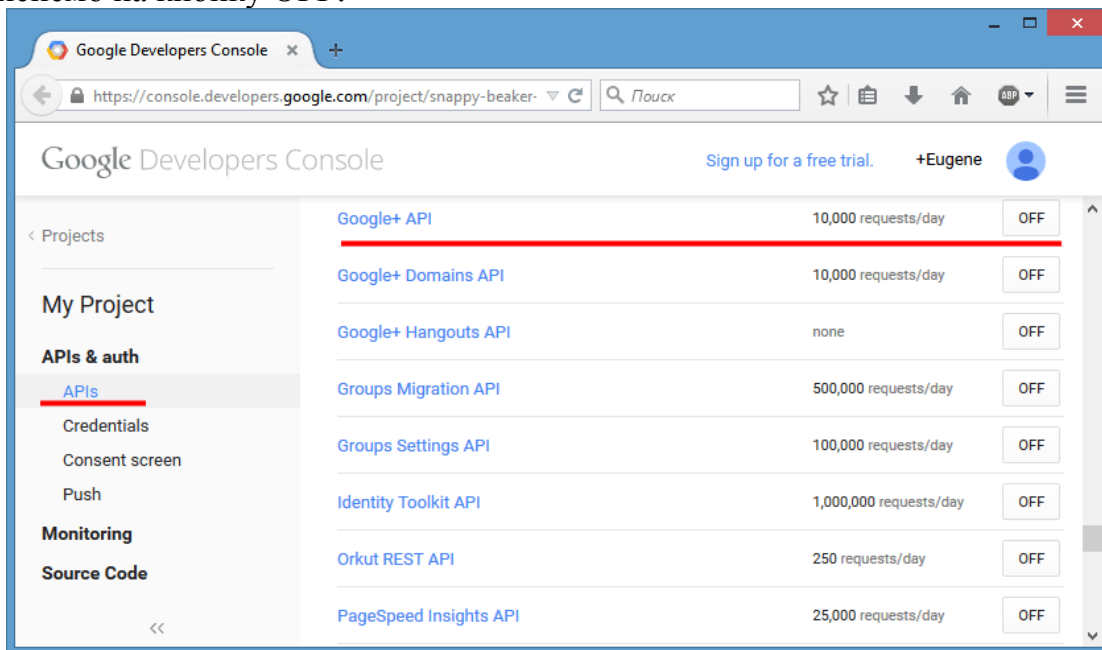 на кнопку OFF:
Google Developers Console
https://console.developers.google.com/project/snappy-beaker-
Поиск
ABP
Google Developers Console
Sign up for a free trial.
+Eugene
< Projects
My Project
APIs & auth
APIs
Credentials
Consent screen
Push
Monitoring
Source Code
<<
Google+ API 10,000 requests/day OFF
Google+ Domains API 10,000 requests/day OFF
Google+ Hangouts API none OFF
Groups Migration API 500,000 requests/day OFF
Groups Settings API 100,000 requests/day OFF
Identity Toolkit API 1,000,000 requests/day OFF
Orkut REST API 250 requests/day OFF
PageSpeed Insights API 25,000 requests/day OFF